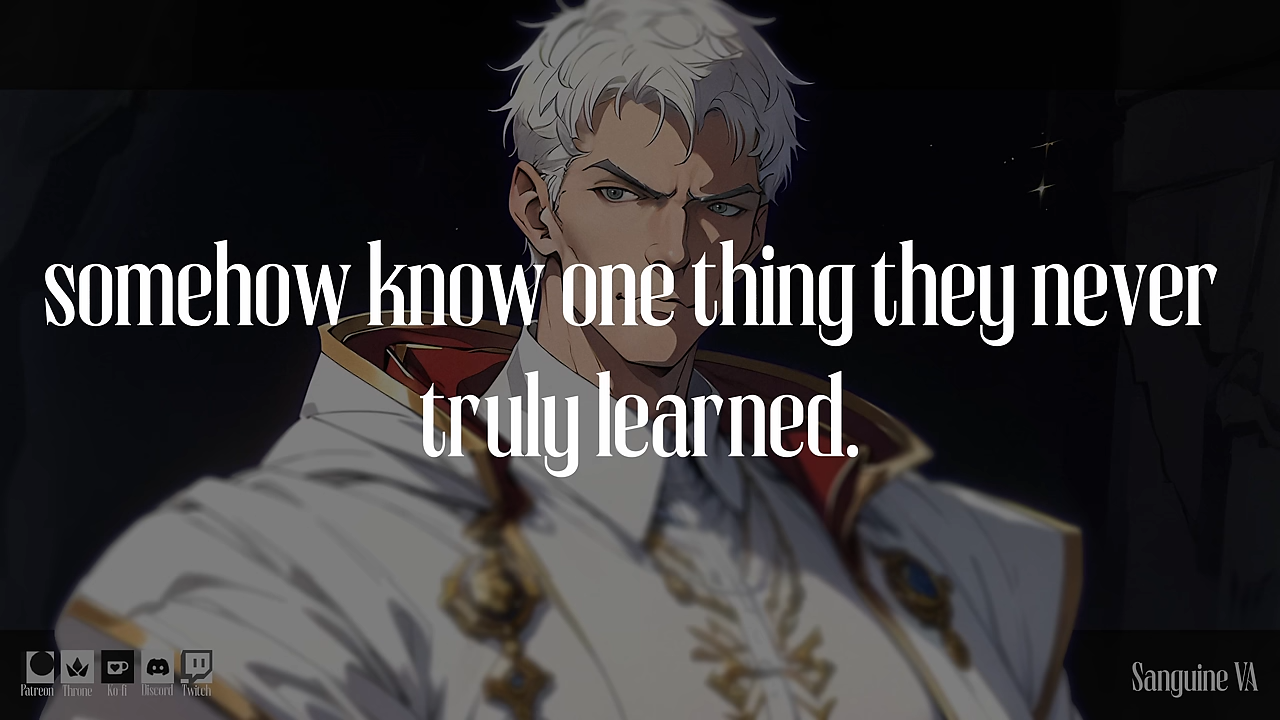 somehow know one thing they never
truly learned.
Patreon Throne Ko fi Discord Twitch
Sanguine VA